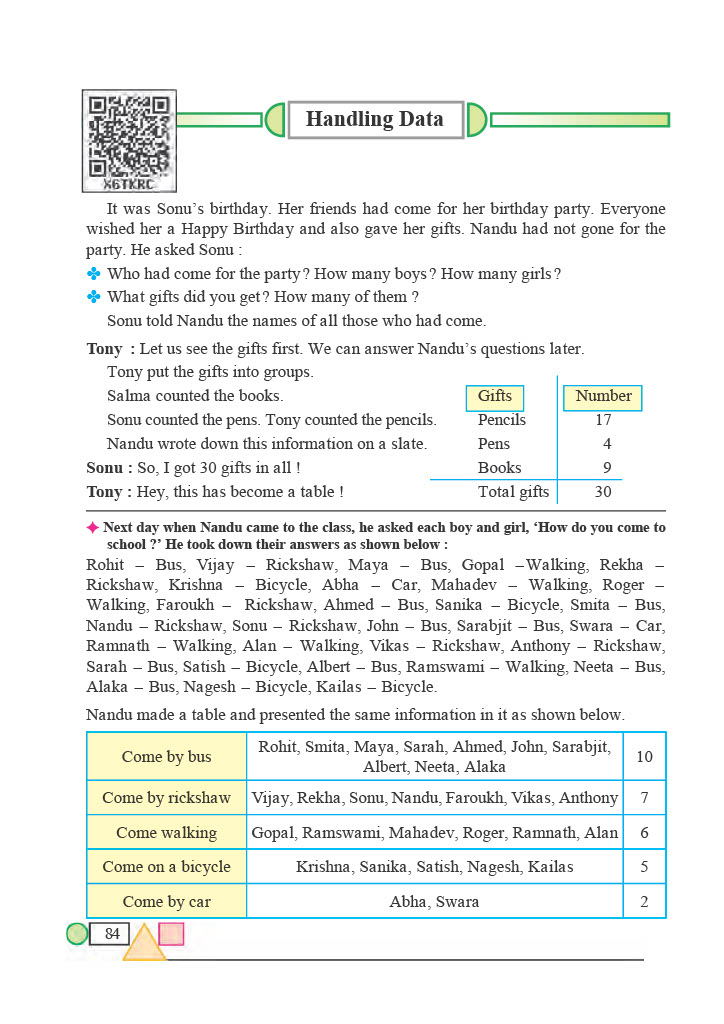 Handling Data
X6TKRC
It was Sonu’s birthday. Her friends had come for her birthday party. Everyone
wished her a Happy Birthday and also gave her gifts. Nandu had not gone for the
party. He asked Sonu :
Who had come for the party? How many boys? How many girls?
What gifts did you get? How many of them ?
Sonu told Nandu the names of all those who had come.
Tony : Let us see the gifts first. We can answer Nandu’s questions later.
Tony put the gifts into groups.
Salma counted the books.
Sonu counted the pens. Tony counted the pencils.
Nandu wrote down this information on a slate.
Sonu : So, I got 30 gifts in all !
Tony : Hey, this has become a table !
Gifts Number
Pencils 17
Pens 4
Books 9
Total gifts 30
Next day when Nandu came to the class, he asked each boy and girl, ‘How do you come to
school ?’ He took down their answers as shown below :
Rohit – Bus, Vijay – Rickshaw, Maya – Bus, Gopal –Walking, Rekha –
Rickshaw, Krishna – Bicycle, Abha – Car, Mahadev – Walking, Roger –
Walking, Faroukh – Rickshaw, Ahmed – Bus, Sanika – Bicycle, Smita – Bus,
Nandu – Rickshaw, Sonu – Rickshaw, John – Bus, Sarabjit – Bus, Swara – Car,
Ramnath – Walking, Alan – Walking, Vikas – Rickshaw, Anthony – Rickshaw,
Sarah – Bus, Satish – Bicycle, Albert – Bus, Ramswami – Walking, Neeta – Bus,
Alaka – Bus, Nagesh – Bicycle, Kailas – Bicycle.
Nandu made a table and presented the same information in it as shown below.
Come by bus Rohit, Smita, Maya, Sarah, Ahmed, John, Sarabjit, 10
Albert, Neeta, Alaka
Come by rickshaw Vijay, Rekha, Sonu, Nandu, Faroukh, Vikas, Anthony 7
Come walking Gopal, Ramswami, Mahadev, Roger, Ramnath, Alan 6
Come on a bicycle Krishna, Sanika, Satish, Nagesh, Kailas 5
Come by car Abha, Swara 2
84